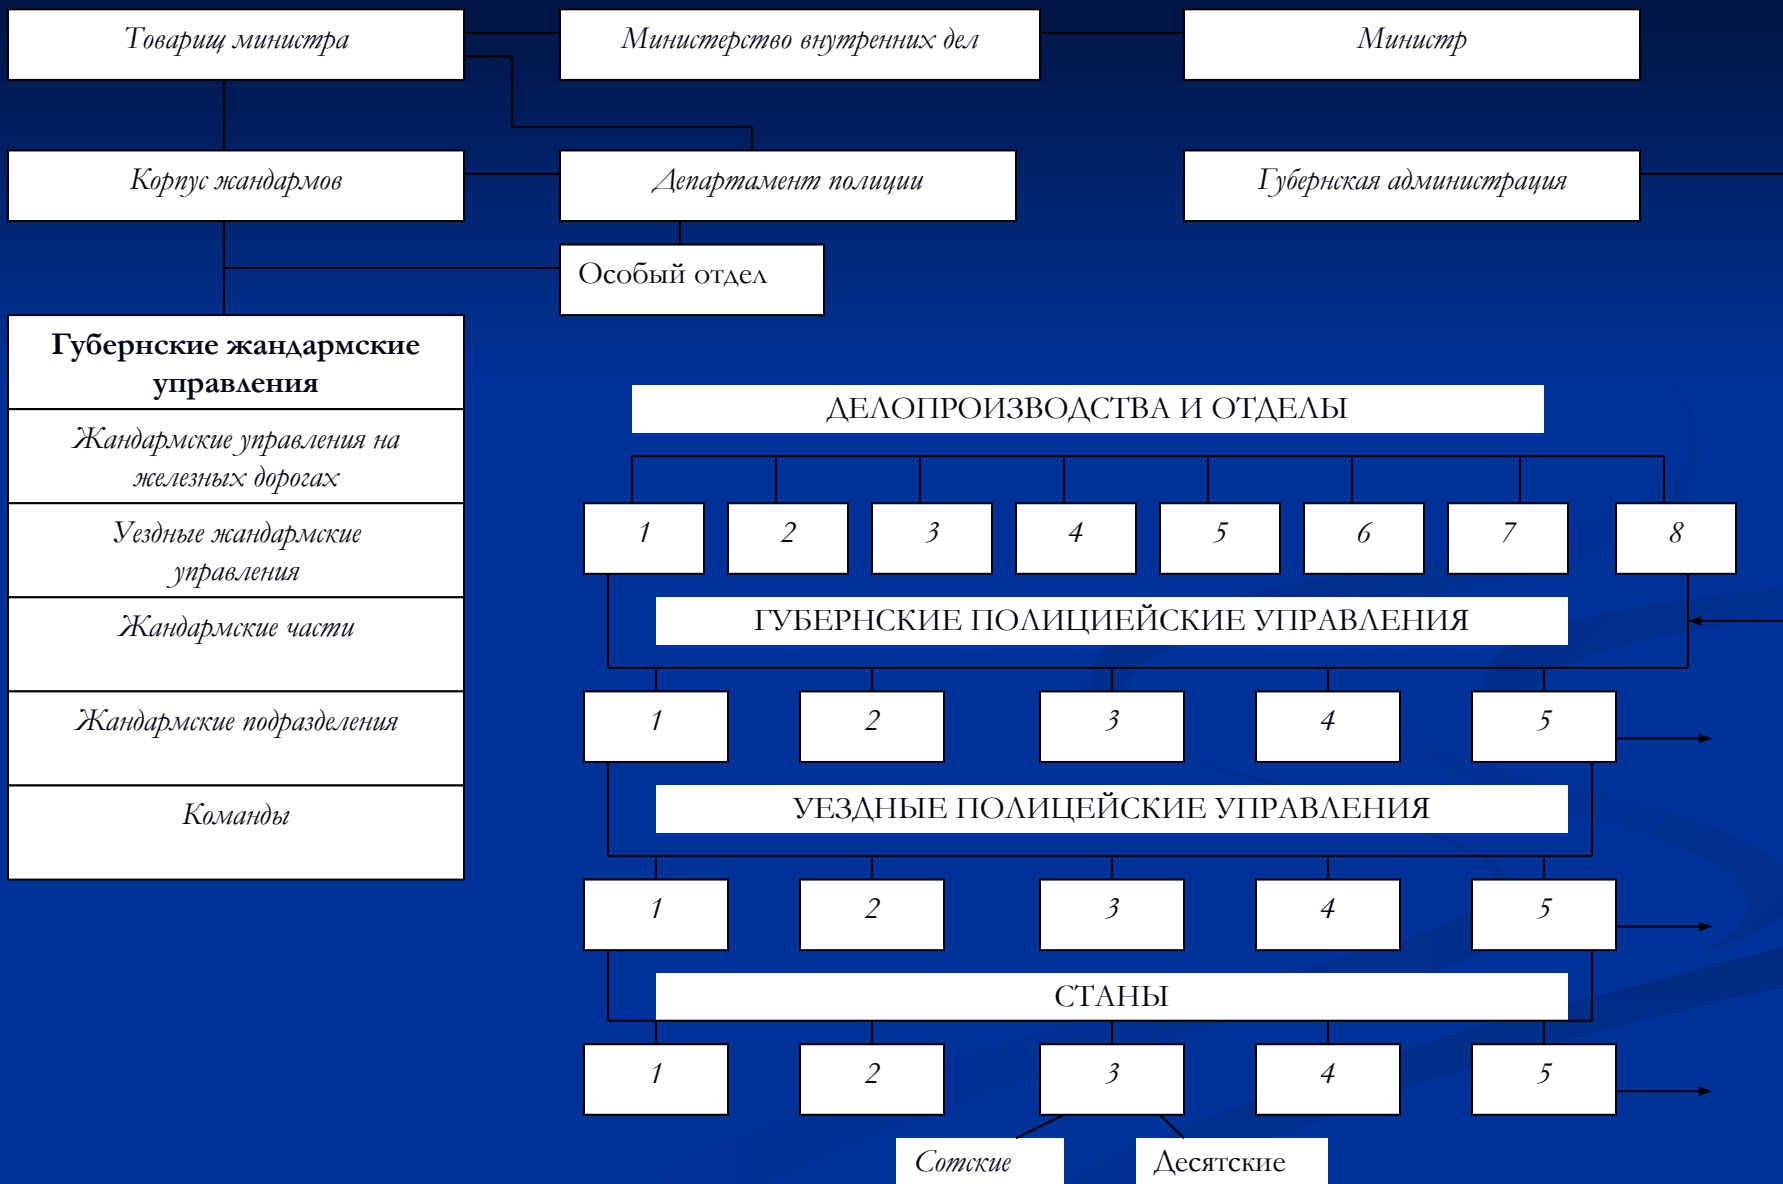 Товарищ министра
Министерство внутренних дел
Министр
Корпус жандармов
Департамент полиции
Губернская администрация
Особый отдел
Губернские жандармские
управления
Жандармские управления на
железных дорогах
Уездные жандармские
управления
Жандармские части
Жандармские подразделения
Команды
ДЕЛОПРОИЗВОДСТВА И ОТДЕЛЫ
1 2 3 4 5 6 7 8
ГУБЕРНСКИЕ ПОЛИЦИЕЙСКИЕ УПРАВЛЕНИЯ
1 2 3 4 5
УЕЗДНЫЕ ПОЛИЦЕЙСКИЕ УПРАВЛЕНИЯ
1 2 3 4 5
СТАНЫ
1 2 3 4 5
Сотские
Десятские